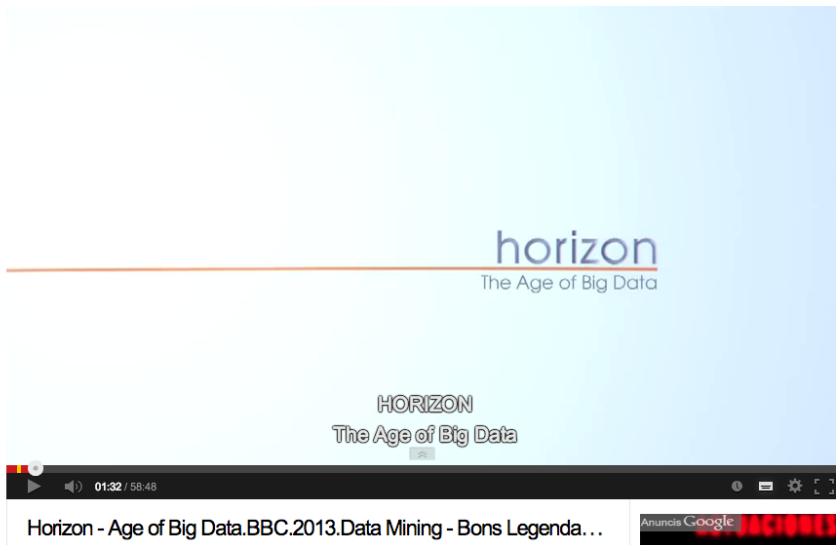 horizon
The Age of Big Data
HORIZON
The Age of Big Data
01:32 / 58:48
Horizon - Age of Big Data.BBC.2013.Data Mining - Bons Legenda...
Anuncis Google